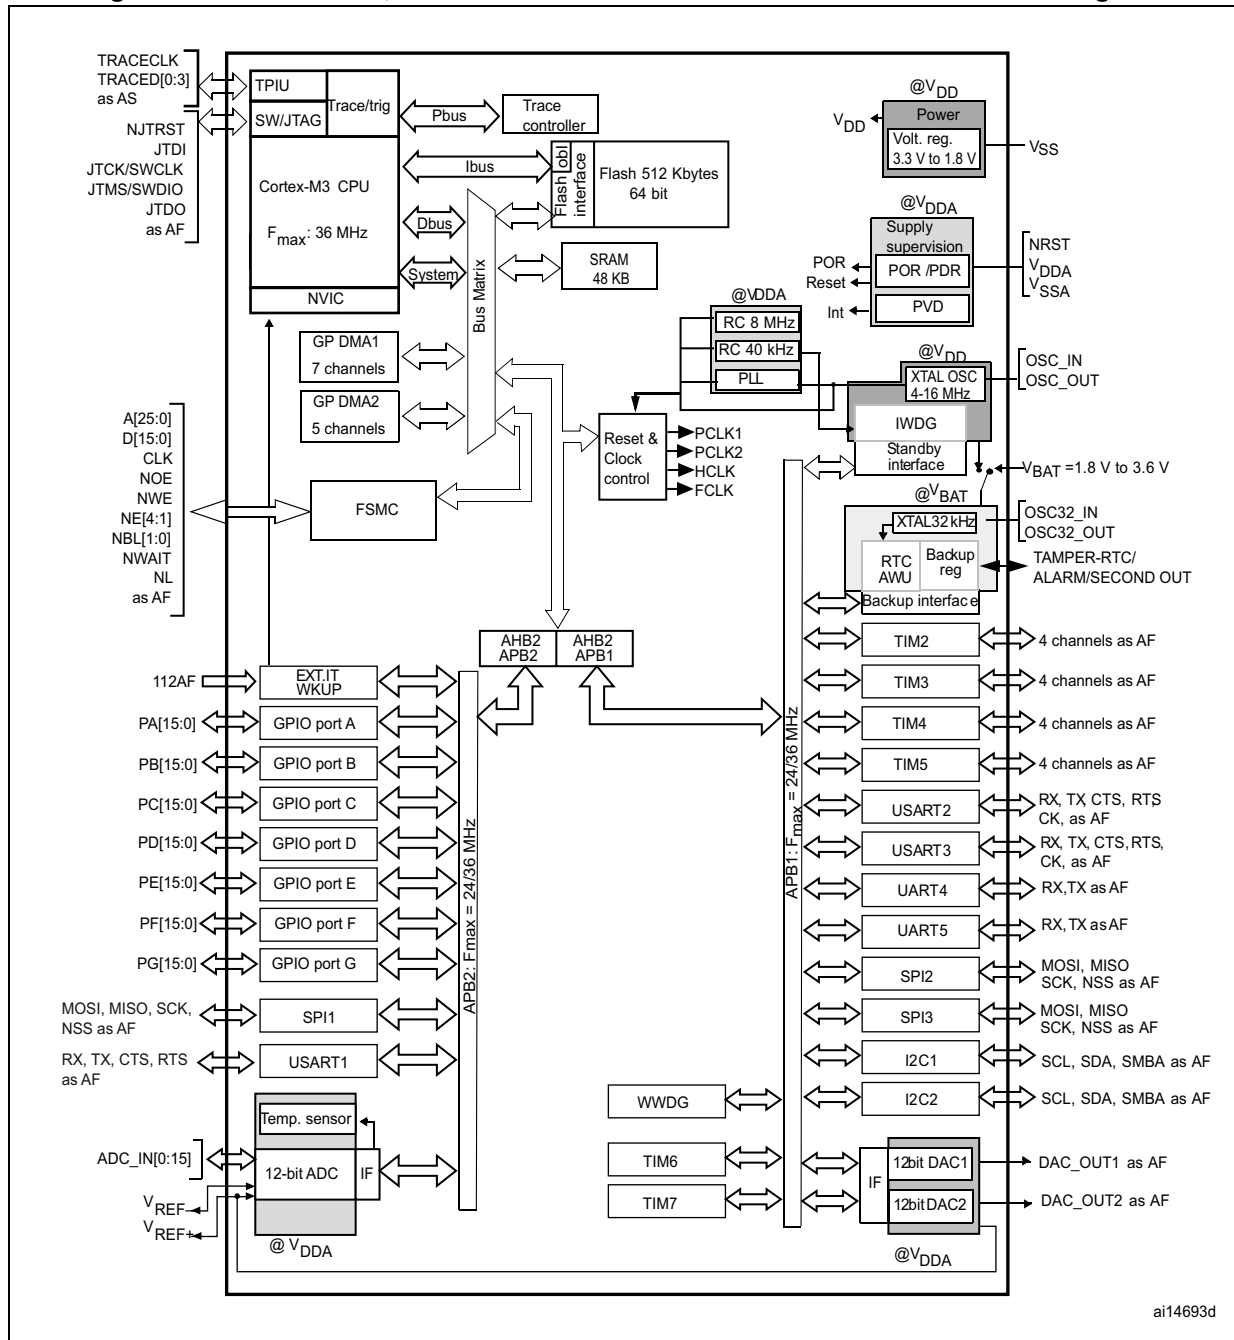 TRACECLK
TRACED[0:3]
as AS
NJTRST
JTDI
JTCK/SWCLK
JTMS/SWDIO
JTDO
as AF
TPIU
SW/JTAG
Trace/trig
Cortex-M3 CPU
Fmax: 36 MHz
NVIC
Pbus
Ibus
Dbus
System
Trace
controller
Flash obl
interface
Flash 512 Kbytes
64 bit
SRAM
48 KB
Bus Matrix
GP DMA1
7 channels
GP DMA2
5 channels
@VDD
Power
VDD
Volt. reg.
3.3 V to 1.8 V
VSS
@VDDA
Supply
supervision
POR
Reset
Int
POR /PDR
PVD
NRST
VDDA
VSSA
@VDDA
RC 8 MHz
RC 40 kHz
PLL
@VDD
XTAL OSC
4-16 MHz
OSC_IN
OSC_OUT
IWDG
Standby
interface
VBAT =1.8 V to 3.6 V
Reset &
Clock
control
PCLK1
PCLK2
HCLK
FCLK
@VBAT
XTAL32 kHz
OSC32_IN
OSC32_OUT
RTC
AWU
Backup
reg
Backup interface
TAMPER-RTC/
ALARM/SECOND OUT
A[25:0]
D[15:0]
CLK
NOE
NWE
NE[4:1]
NBL[1:0]
NWAIT
NL
as AF
FSMC
AHB2
APB2
AHB2
APB1
112AF
EXT.IT
WKUP
PA[15:0]
GPIO port A
PB[15:0]
GPIO port B
PC[15:0]
GPIO port C
PD[15:0]
GPIO port D
PE[15:0]
GPIO port E
PF[15:0]
GPIO port F
PG[15:0]
GPIO port G
MOSI, MISO, SCK,
NSS as AF
SPI1
RX, TX, CTS, RTS
as AF
USART1
APB2: Fmax = 24/36 MHz
Temp. sensor
ADC_IN[0:15]
12-bit ADC
IF
VREF-
VREF+
@ VDDA
APB1: Fmax = 24/36 MHz
TIM2
4 channels as AF
TIM3
4 channels as AF
TIM4
4 channels as AF
TIM5
4 channels as AF
USART2
RX, TX, CTS, RTS,
CK, as AF
USART3
RX, TX, CTS, RTS,
CK, as AF
UART4
RX,TX as AF
UART5
RX, TX as AF
SPI2
MOSI, MISO
SCK, NSS as AF
SPI3
MOSI, MISO
SCK, NSS as AF
I2C1
SCL, SDA, SMBA as AF
I2C2
SCL, SDA, SMBA as AF
WWDG
TIM6
TIM7
IF
12bit DAC1
DAC_OUT1 as AF
12bit DAC2
DAC_OUT2 as AF
@VDDA
ai14693d